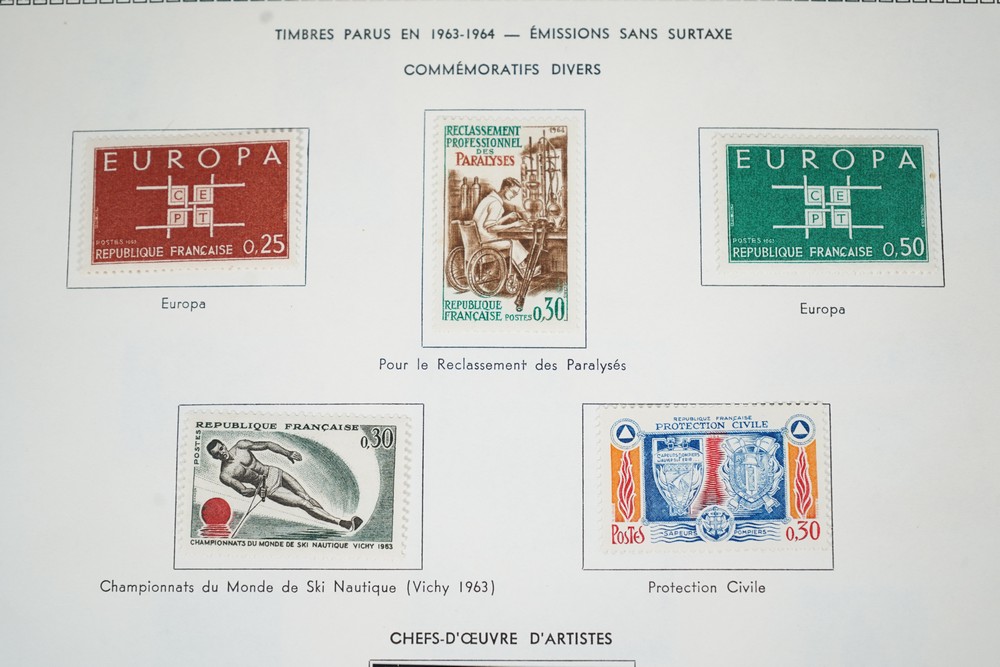 TIMBRES PARUS EN 1963-1964 — ÉMISSIONS SANS SURTAXE
COMMÉMORATIFS DIVERS
EUROPA
C E
P T
POSTES 1963
REPUBLIQUE FRANÇAISE 0,25
Europa
RECLASSEMENT 1964
PROFESSIONNEL
DES
PARALYSES
REPUBLIQUE
FRANÇAISE POSTES 0,30
Pour le Reclassement des Paralysés
EUROPA
C E
P T
POSTES 1963
REPUBLIQUE FRANÇAISE 0,50
Europa
REPUBLIQUE FRANÇAISE
POSTES
0,30
CHAMPIONNATS DU MONDE DE SKI NAUTIQUE VICHY 1963
Championnats du Monde de Ski Nautique (Vichy 1963)
REPUBLIQUE FRANÇAISE
PROTECTION CIVILE
SAPEURS POMPIERS
POSTES 0,30
Protection Civile
CHEFS-D'ŒUVRE D'ARTISTES